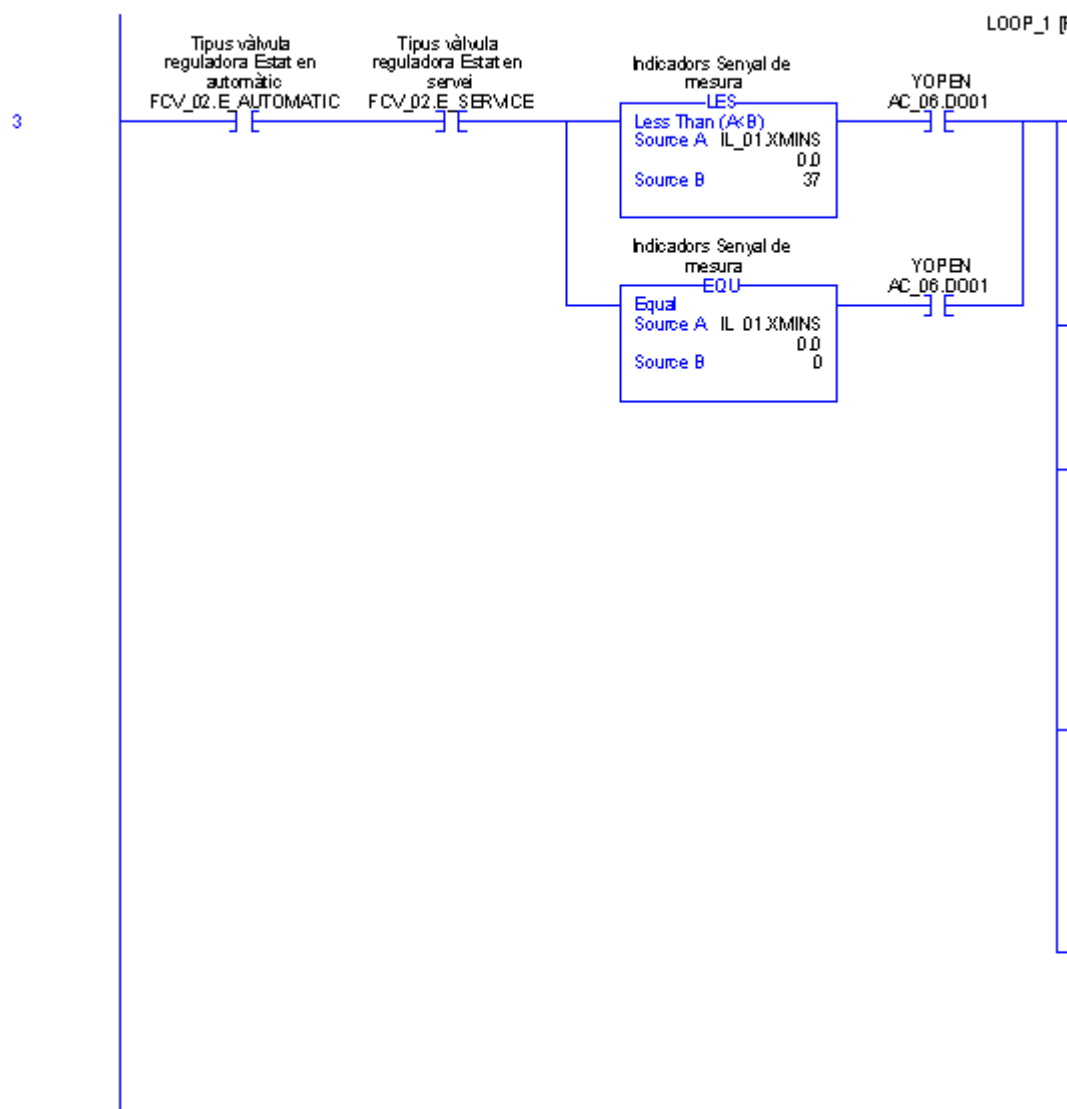 LOOP_1 [
Tipus vàlvula
reguladora Estat en
automàtic
FCV_02.E_AUTOMATIC
Tipus vàlvula
reguladora Estat en
servei
FCV_02.E_SERVICE
Indicadors Senyal de
mesura
LES
Less Than (A<B)
Source A IL_01.XMINS
0.0
Source B 37
YOPEN
AC_06.DO01
3
Indicadors Senyal de
mesura
EQU
Equal
Source A IL_01.XMINS
0.0
Source B 0
YOPEN
AC_06.DO01